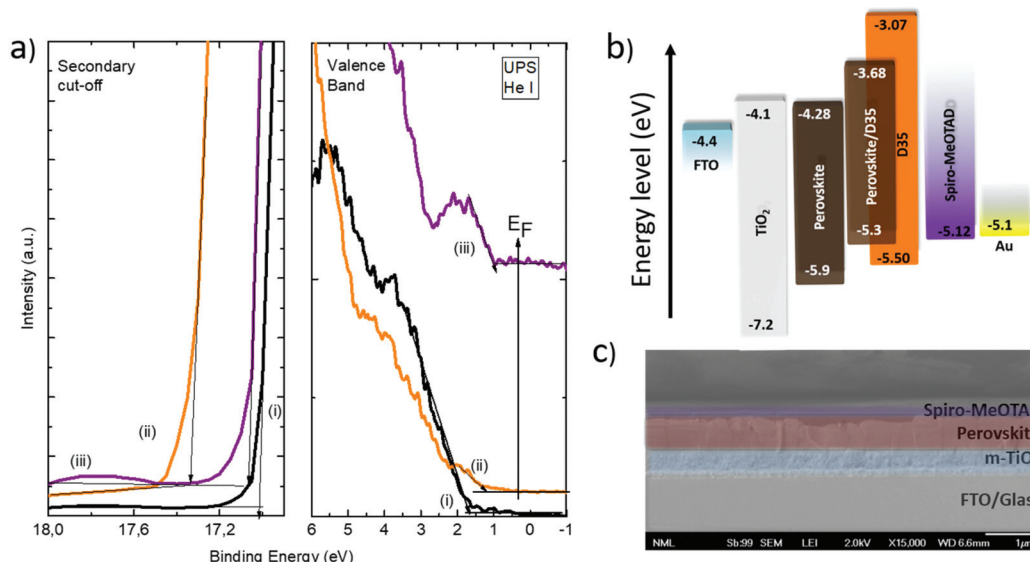 a)
Secondary
cut-off
Valence
Band
UPS
He I
E_F
(iii)
(ii)
(i)
(iii)
(ii)
(i)
Intensity (a.u.)
18,0
17,6
17,2
6
5
4
3
2
1
0
-1
Binding Energy (eV)
b)
Energy level (eV)
-4.4
FTO
-4.1
TiO₂
-7.2
-4.28
Perovskite
-5.9
-3.68
Perovskite/D35
-5.3
-3.07
D35
-5.50
Spiro-MeOTAD
-5.12
-5.1
Au
c)
Spiro-MeOTA
Perovskit
m-TiO
FTO/Glas
NML Sb:99 SEM LEI 2.0kV X15,000 WD 6.6mm 1µ